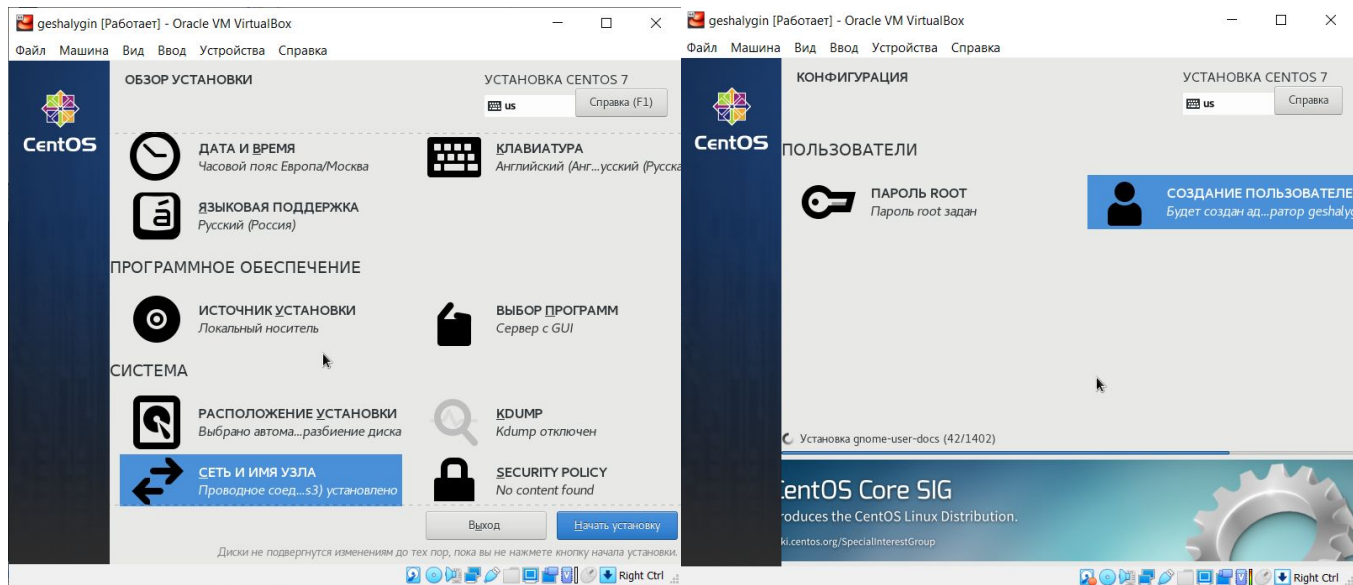 geshalygin [Работает] - Oracle VM VirtualBox
Файл Машина Вид Ввод Устройства Справка
ОБЗОР УСТАНОВКИ
УСТАНОВКА CENTOS 7
us
Справка (F1)
CentOS
ДАТА И ВРЕМЯ
Часовой пояс Европа/Москва
КЛАВИАТУРА
Английский (Анг...усский (Русска
ЯЗЫКОВАЯ ПОДДЕРЖКА
Русский (Россия)
ПРОГРАММНОЕ ОБЕСПЕЧЕНИЕ
ИСТОЧНИК УСТАНОВКИ
Локальный носитель
ВЫБОР ПРОГРАММ
Сервер с GUI
СИСТЕМА
РАСПОЛОЖЕНИЕ УСТАНОВКИ
Выбрано автома...разбиение диска
KDUMP
Kdump отключен
СЕТЬ И ИМЯ УЗЛА
Проводное соед...s3) установлено
SECURITY POLICY
No content found
Выход
Начать установку
Диски не подвергнутся изменениям до тех пор, пока вы не нажмете кнопку начала установки.
Right Ctrl
geshalygin [Работает] - Oracle VM VirtualBox
Файл Машина Вид Ввод Устройства Справка
КОНФИГУРАЦИЯ
УСТАНОВКА CENTOS 7
us
Справка
CentOS
ПОЛЬЗОВАТЕЛИ
ПАРОЛЬ ROOT
Пароль root задан
СОЗДАНИЕ ПОЛЬЗОВАТЕЛЕ
Будет создан ад...ратор geshaly
Установка gnome-user-docs (42/1402)
entOS Core SIG
roduces the CentOS Linux Distribution.
ki.centos.org/SpecialInterestGroup
Right Ctrl